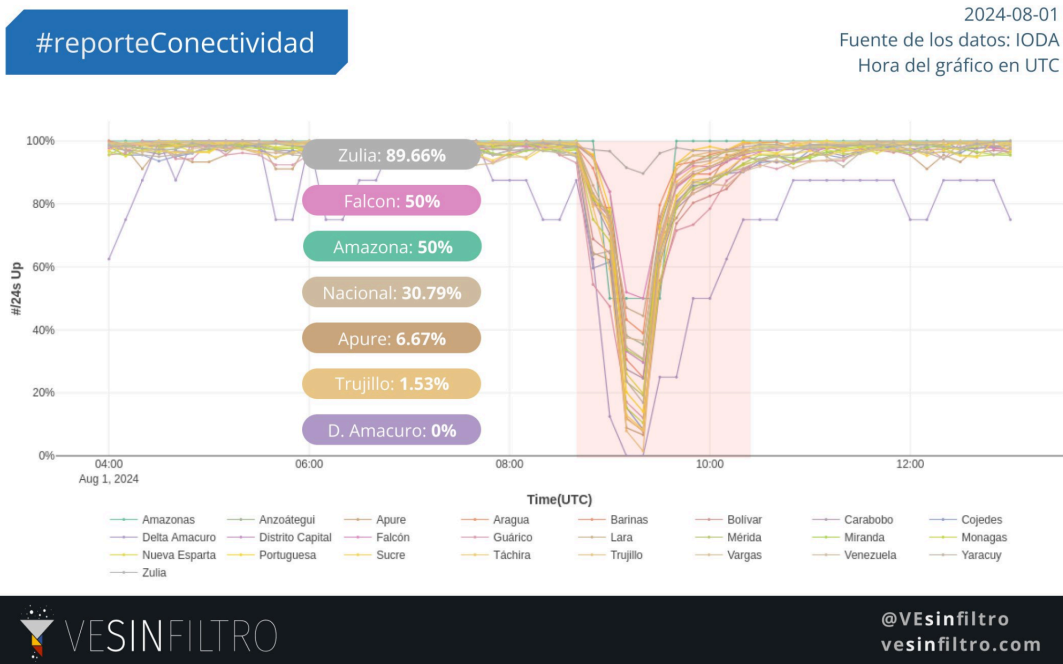 #reporteConectividad
2024-08-01
Fuente de los datos: IODA
Hora del gráfico en UTC
#/24s Up
100%
80%
60%
40%
20%
0%
Zulia: 89.66%
Falcon: 50%
Amazona: 50%
Nacional: 30.79%
Apure: 6.67%
Trujillo: 1.53%
D. Amacuro: 0%
04:00 06:00 08:00 10:00 12:00
Aug 1, 2024
Time(UTC)
Amazonas Anzoátegui Apure Aragua Barinas Bolívar Carabobo Cojedes
Delta Amacuro Distrito Capital Falcón Guárico Lara Mérida Miranda Monagas
Nueva Esparta Portuguesa Sucre Táchira Trujillo Vargas Venezuela Yaracuy
Zulia
VESINFILTRO
@VEsinfiltro
vesinfiltro.com